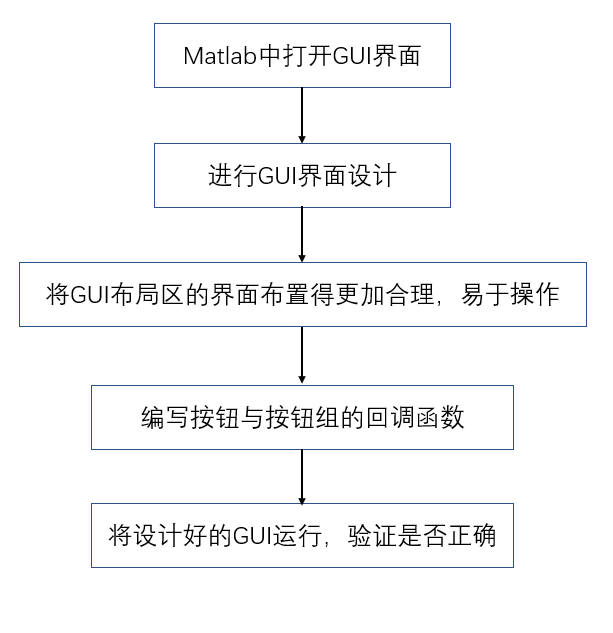 Matlab中打开GUI界面
进行GUI界面设计
将GUI布局区的界面布置得更加合理，易于操作
编写按钮与按钮组的回调函数
将设计好的GUI运行，验证是否正确